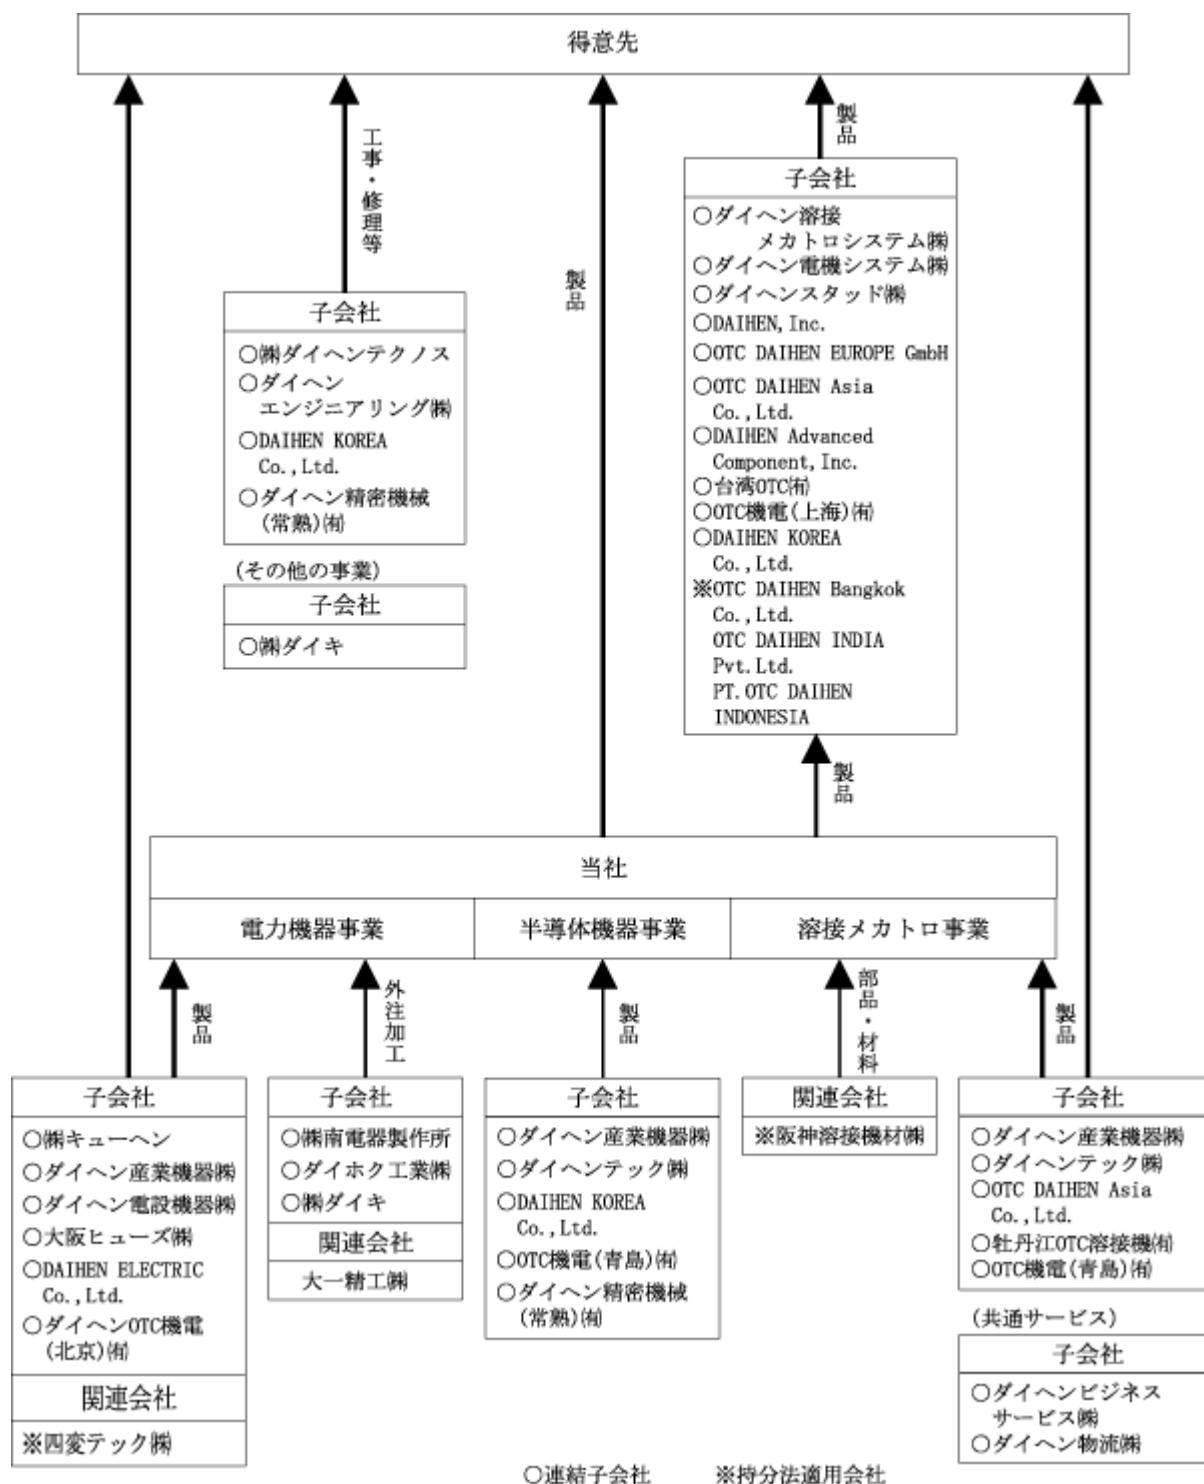 得意先
工事・修理等
製品
製品
子会社
○ダイヘン溶接
メカトロシステム㈱
○ダイヘン電機システム㈱
○ダイヘンスタッド㈱
○DAIHEN,Inc.
○OTC DAIHEN EUROPE GmbH
○OTC DAIHEN Asia
Co.,Ltd.
○DAIHEN Advanced
Component,Inc.
○台湾OTC㈲
○OTC機電(上海)㈲
○DAIHEN KOREA
Co.,Ltd.
※OTC DAIHEN Bangkok
Co.,Ltd.
OTC DAIHEN INDIA
Pvt.Ltd.
PT.OTC DAIHEN
INDONESIA
子会社
○㈱ダイヘンテクノス
○ダイヘン
エンジニアリング㈱
○DAIHEN KOREA
Co.,Ltd.
○ダイヘン精密機械
(常熟)㈲
(その他の事業)
子会社
○㈱ダイキ
製品
当社
電力機器事業
半導体機器事業
溶接メカトロ事業
製品
外注加工
製品
部品・材料
製品
子会社
○㈱キューヘン
○ダイヘン産業機器㈱
○ダイヘン電設機器㈱
○大阪ヒューズ㈱
○DAIHEN ELECTRIC
Co.,Ltd.
○ダイヘンOTC機電
(北京)㈲
関連会社
※四変テック㈱
子会社
○㈱南電器製作所
○ダイホク工業㈱
○㈱ダイキ
関連会社
大一精工㈱
子会社
○ダイヘン産業機器㈱
○ダイヘンテック㈱
○DAIHEN KOREA
Co.,Ltd.
○OTC機電(青島)㈲
○ダイヘン精密機械
(常熟)㈲
関連会社
※阪神溶接機材㈱
子会社
○ダイヘン産業機器㈱
○ダイヘンテック㈱
○OTC DAIHEN Asia
Co.,Ltd.
○牡丹江OTC溶接機㈲
○OTC機電(青島)㈲
(共通サービス)
子会社
○ダイヘンビジネス
サービス㈱
○ダイヘン物流㈱
○連結子会社 ※持分法適用会社